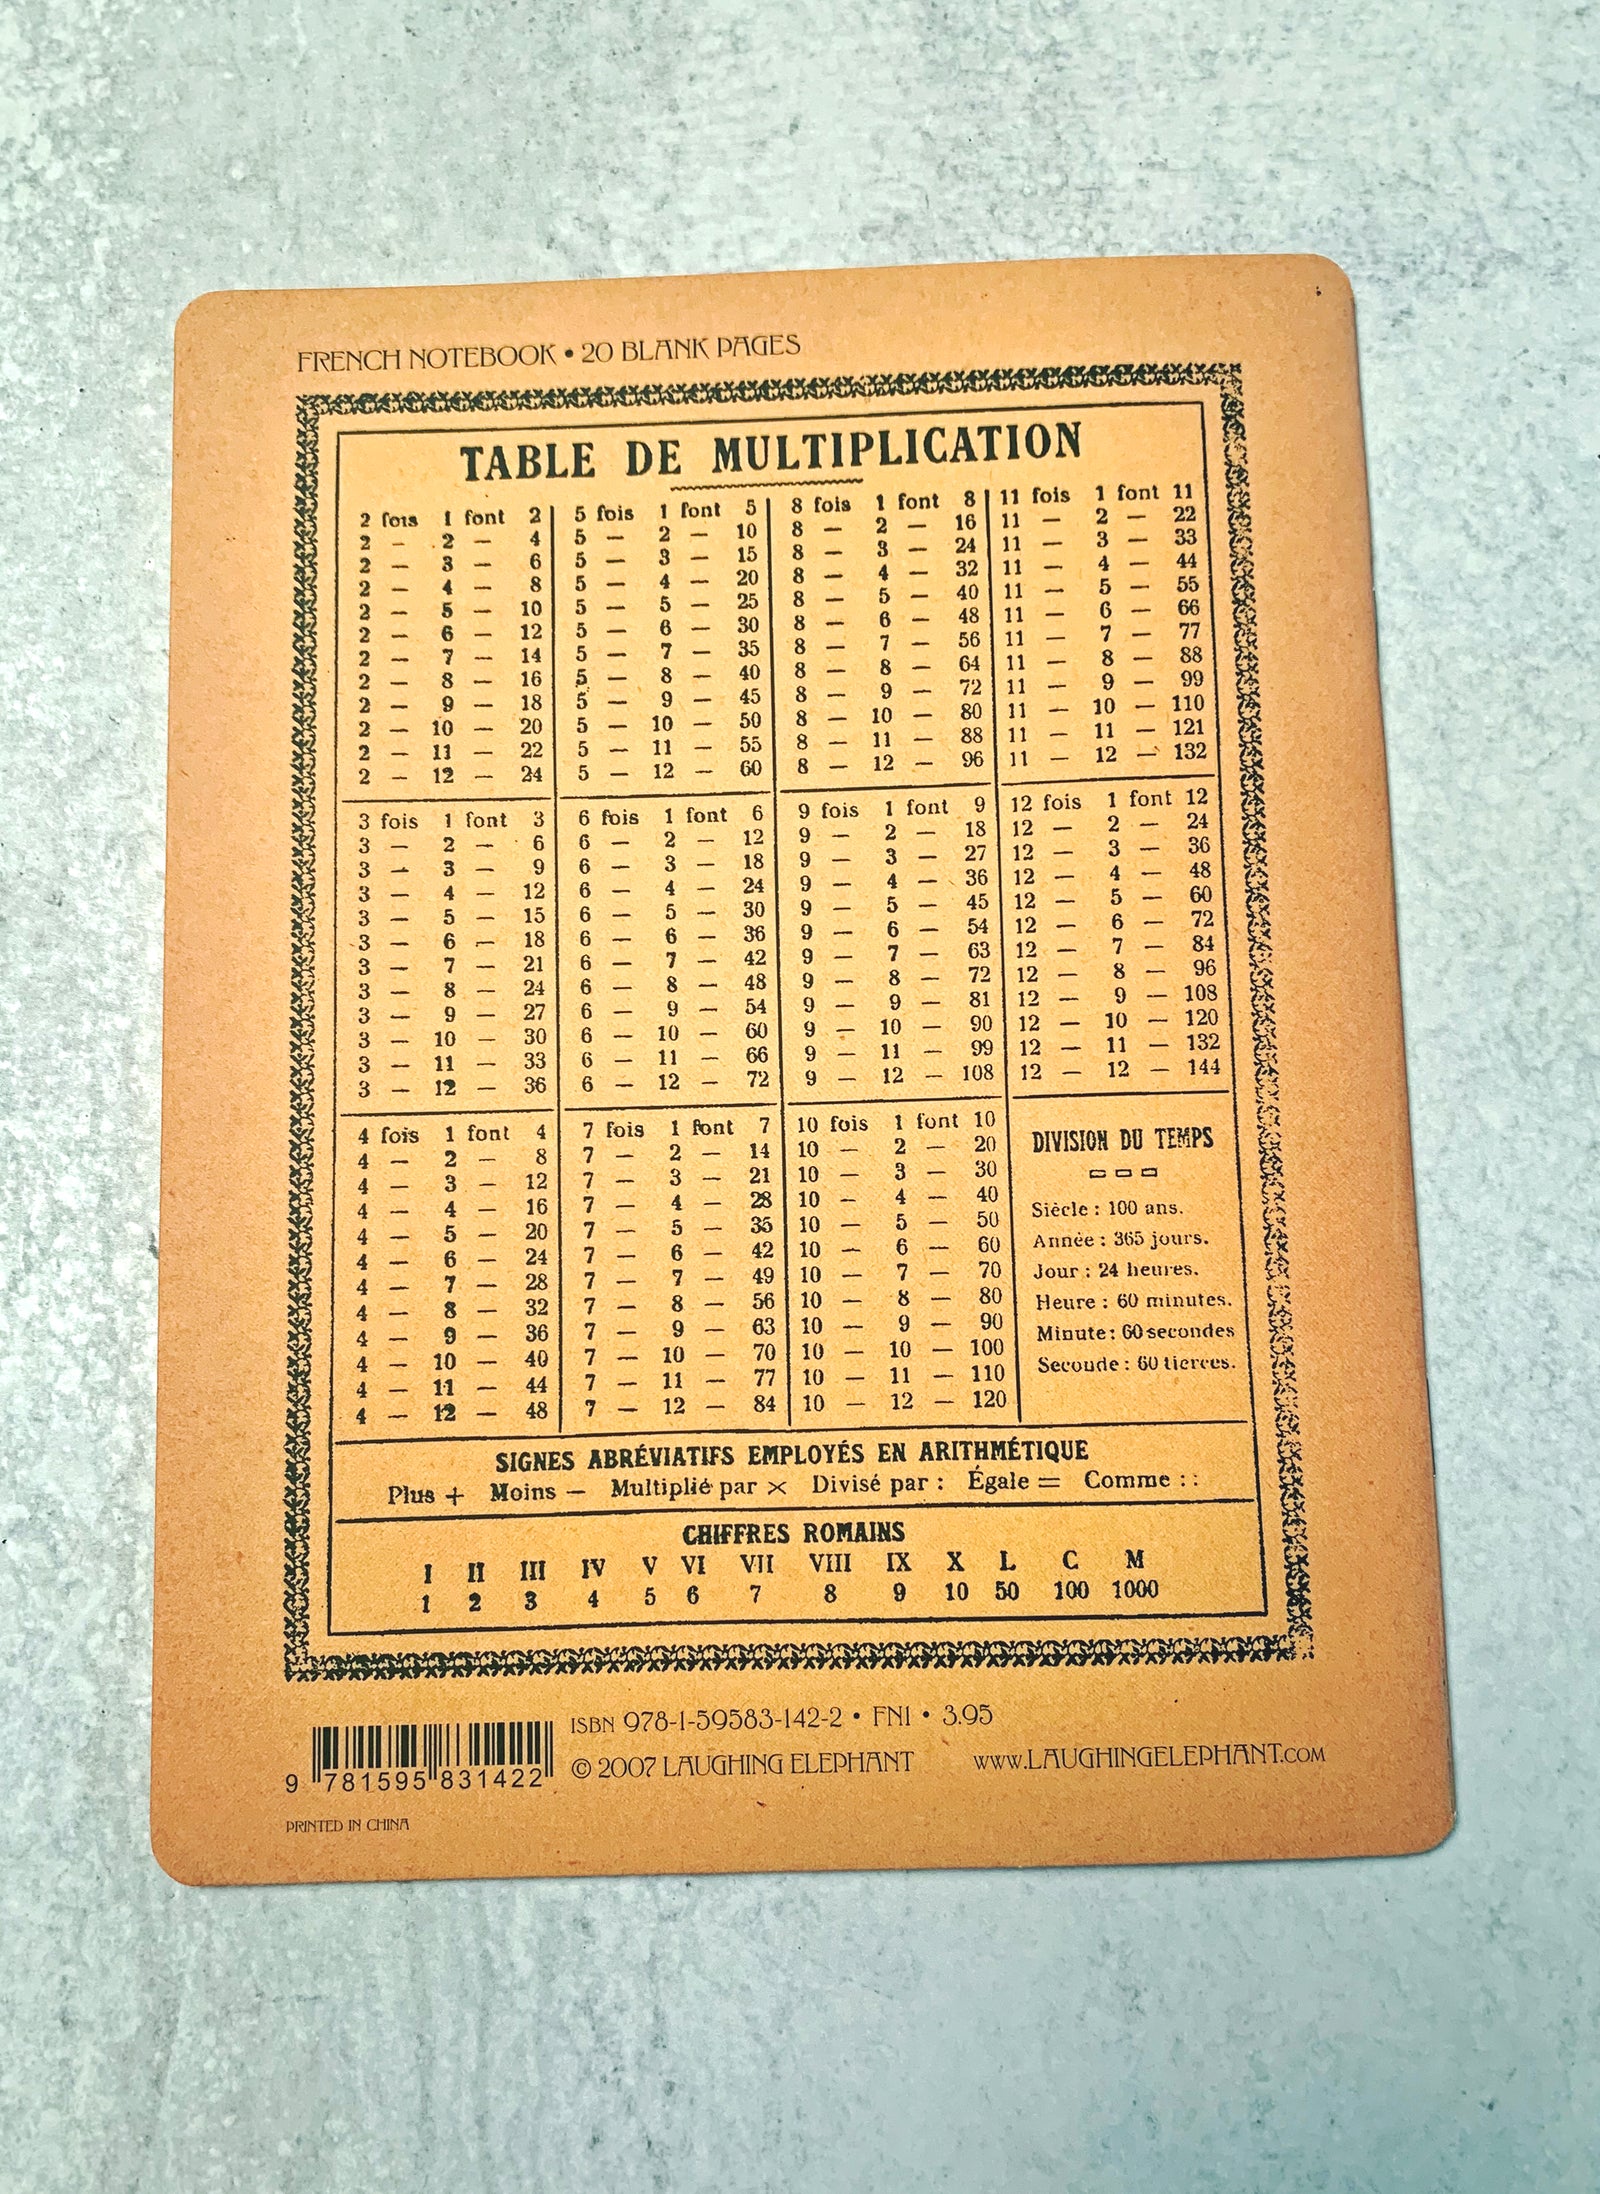 FRENCH NOTEBOOK • 20 BLANK PAGES
TABLE DE MULTIPLICATION
2 fois 1 font 2
2 — 2 — 4
2 — 3 — 6
2 — 4 — 8
2 — 5 — 10
2 — 6 — 12
2 — 7 — 14
2 — 8 — 16
2 — 9 — 18
2 — 10 — 20
2 — 11 — 22
2 — 12 — 24
3 fois 1 font 3
3 — 2 — 6
3 — 3 — 9
3 — 4 — 12
3 — 5 — 15
3 — 6 — 18
3 — 7 — 21
3 — 8 — 24
3 — 9 — 27
3 — 10 — 30
3 — 11 — 33
3 — 12 — 36
4 fois 1 font 4
4 — 2 — 8
4 — 3 — 12
4 — 4 — 16
4 — 5 — 20
4 — 6 — 24
4 — 7 — 28
4 — 8 — 32
4 — 9 — 36
4 — 10 — 40
4 — 11 — 44
4 — 12 — 48
5 fois 1 font 5
5 — 2 — 10
5 — 3 — 15
5 — 4 — 20
5 — 5 — 25
5 — 6 — 30
5 — 7 — 35
5 — 8 — 40
5 — 9 — 45
5 — 10 — 50
5 — 11 — 55
5 — 12 — 60
6 fois 1 font 6
6 — 2 — 12
6 — 3 — 18
6 — 4 — 24
6 — 5 — 30
6 — 6 — 36
6 — 7 — 42
6 — 8 — 48
6 — 9 — 54
6 — 10 — 60
6 — 11 — 66
6 — 12 — 72
7 fois 1 font 7
7 — 2 — 14
7 — 3 — 21
7 — 4 — 28
7 — 5 — 35
7 — 6 — 42
7 — 7 — 49
7 — 8 — 56
7 — 9 — 63
7 — 10 — 70
7 — 11 — 77
7 — 12 — 84
8 fois 1 font 8
8 — 2 — 16
8 — 3 — 24
8 — 4 — 32
8 — 5 — 40
8 — 6 — 48
8 — 7 — 56
8 — 8 — 64
8 — 9 — 72
8 — 10 — 80
8 — 11 — 88
8 — 12 — 96
9 fois 1 font 9
9 — 2 — 18
9 — 3 — 27
9 — 4 — 36
9 — 5 — 45
9 — 6 — 54
9 — 7 — 63
9 — 8 — 72
9 — 9 — 81
9 — 10 — 90
9 — 11 — 99
9 — 12 — 108
10 fois 1 font 10
10 — 2 — 20
10 — 3 — 30
10 — 4 — 40
10 — 5 — 50
10 — 6 — 60
10 — 7 — 70
10 — 8 — 80
10 — 9 — 90
10 — 10 — 100
10 — 11 — 110
10 — 12 — 120
11 fois 1 font 11
11 — 2 — 22
11 — 3 — 33
11 — 4 — 44
11 — 5 — 55
11 — 6 — 66
11 — 7 — 77
11 — 8 — 88
11 — 9 — 99
11 — 10 — 110
11 — 11 — 121
11 — 12 — 132
12 fois 1 font 12
12 — 2 — 24
12 — 3 — 36
12 — 4 — 48
12 — 5 — 60
12 — 6 — 72
12 — 7 — 84
12 — 8 — 96
12 — 9 — 108
12 — 10 — 120
12 — 11 — 132
12 — 12 — 144
DIVISION DU TEMPS
Siècle : 100 ans.
Année : 365 jours.
Jour : 24 heures.
Heure : 60 minutes.
Minute : 60 secondes
Seconde : 60 tierces.
SIGNES ABRÉVIATIFS EMPLOYÉS EN ARITHMÉTIQUE
Plus + Moins — Multiplié par × Divisé par : Égale = Comme : :
CHIFFRES ROMAINS
I II III IV V VI VII VIII IX X L C M
1 2 3 4 5 6 7 8 9 10 50 100 1000
ISBN 978-1-59583-142-2 • FN1 • 3.95
© 2007 LAUGHING ELEPHANT WWW.LAUGHINGELEPHANT.COM
9 781595 831422
PRINTED IN CHINA